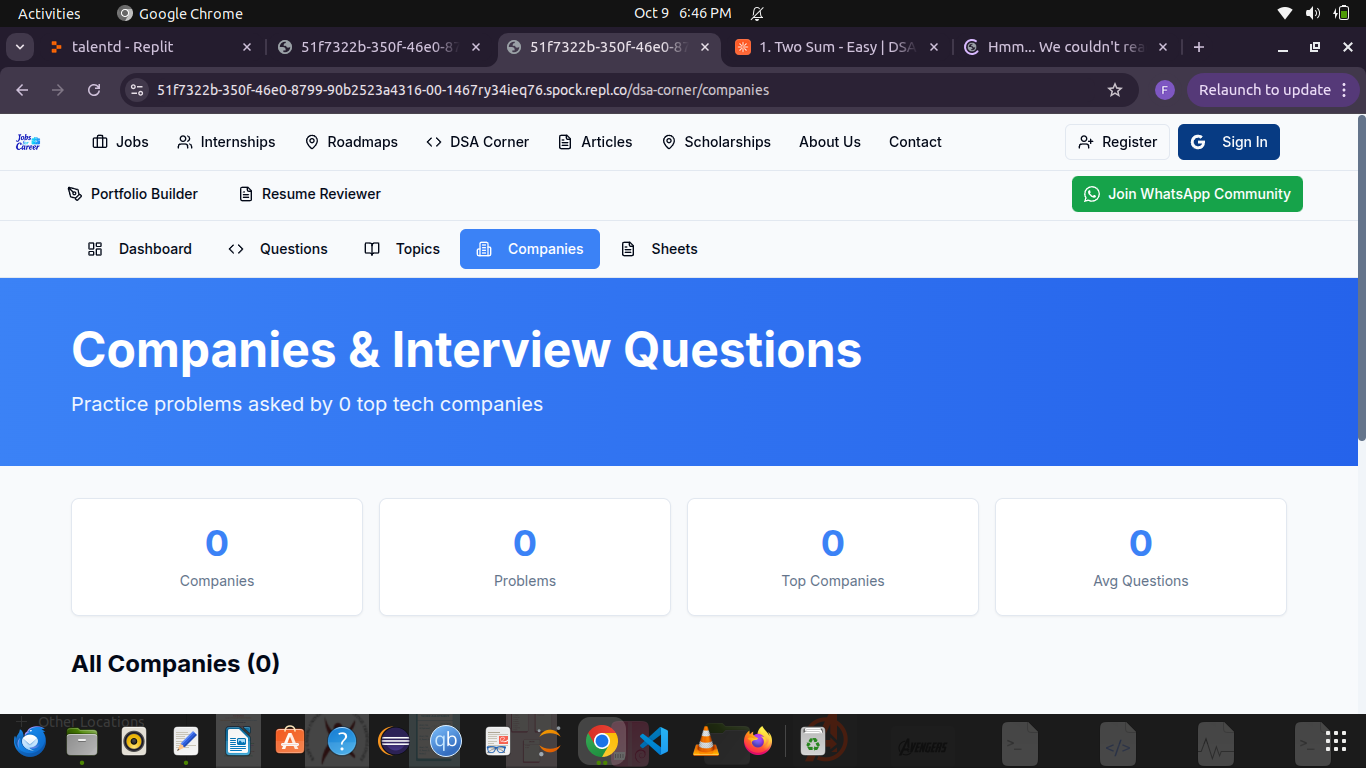 Activities Google Chrome Oct 9 6:46 PM
talentd - Replit 51f7322b-350f-46e0-87 51f7322b-350f-46e0-87 1. Two Sum - Easy | DSA Hmm... We couldn't rea
51f7322b-350f-46e0-8799-90b2523a4316-00-1467ry34ieq76.spock.repl.co/dsa-corner/companies F Relaunch to update
Jobs Career Jobs Internships Roadmaps DSA Corner Articles Scholarships About Us Contact Register Sign In
Portfolio Builder Resume Reviewer Join WhatsApp Community
Dashboard Questions Topics Companies Sheets
Companies & Interview Questions
Practice problems asked by 0 top tech companies
0 0 0 0
Companies Problems Top Companies Avg Questions
All Companies (0)
Other Locations
qb AVENGERS